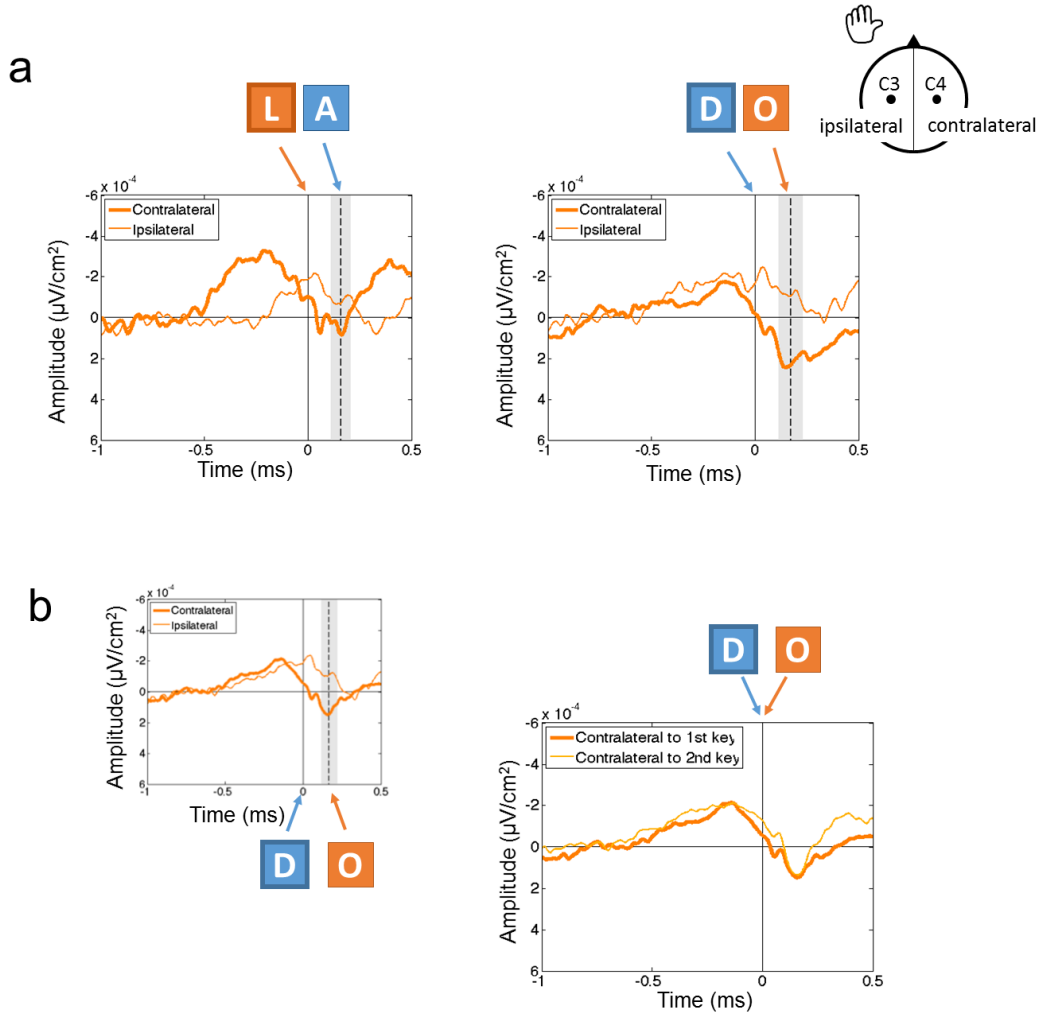 a
L A
D O
C3 C4
ipsilateral contralateral
x 10-4
-6
-4
-2
0
2
4
6
-1 -0.5 0 0.5
Contralateral
Ipsilateral
Amplitude (µV/cm²)
Time (ms)
x 10-4
-6
-4
-2
0
2
4
6
-1 -0.5 0 0.5
Contralateral
Ipsilateral
Amplitude (µV/cm²)
Time (ms)
b
x 10-4
-6
-4
-2
0
2
4
6
-1 -0.5 0 0.5
Contralateral
Ipsilateral
Amplitude (µV/cm²)
Time (ms)
D O
D O
x 10-4
-6
-4
-2
0
2
4
6
-1 -0.5 0 0.5
Contralateral to 1st key
Contralateral to 2nd key
Amplitude (µV/cm²)
Time (ms)